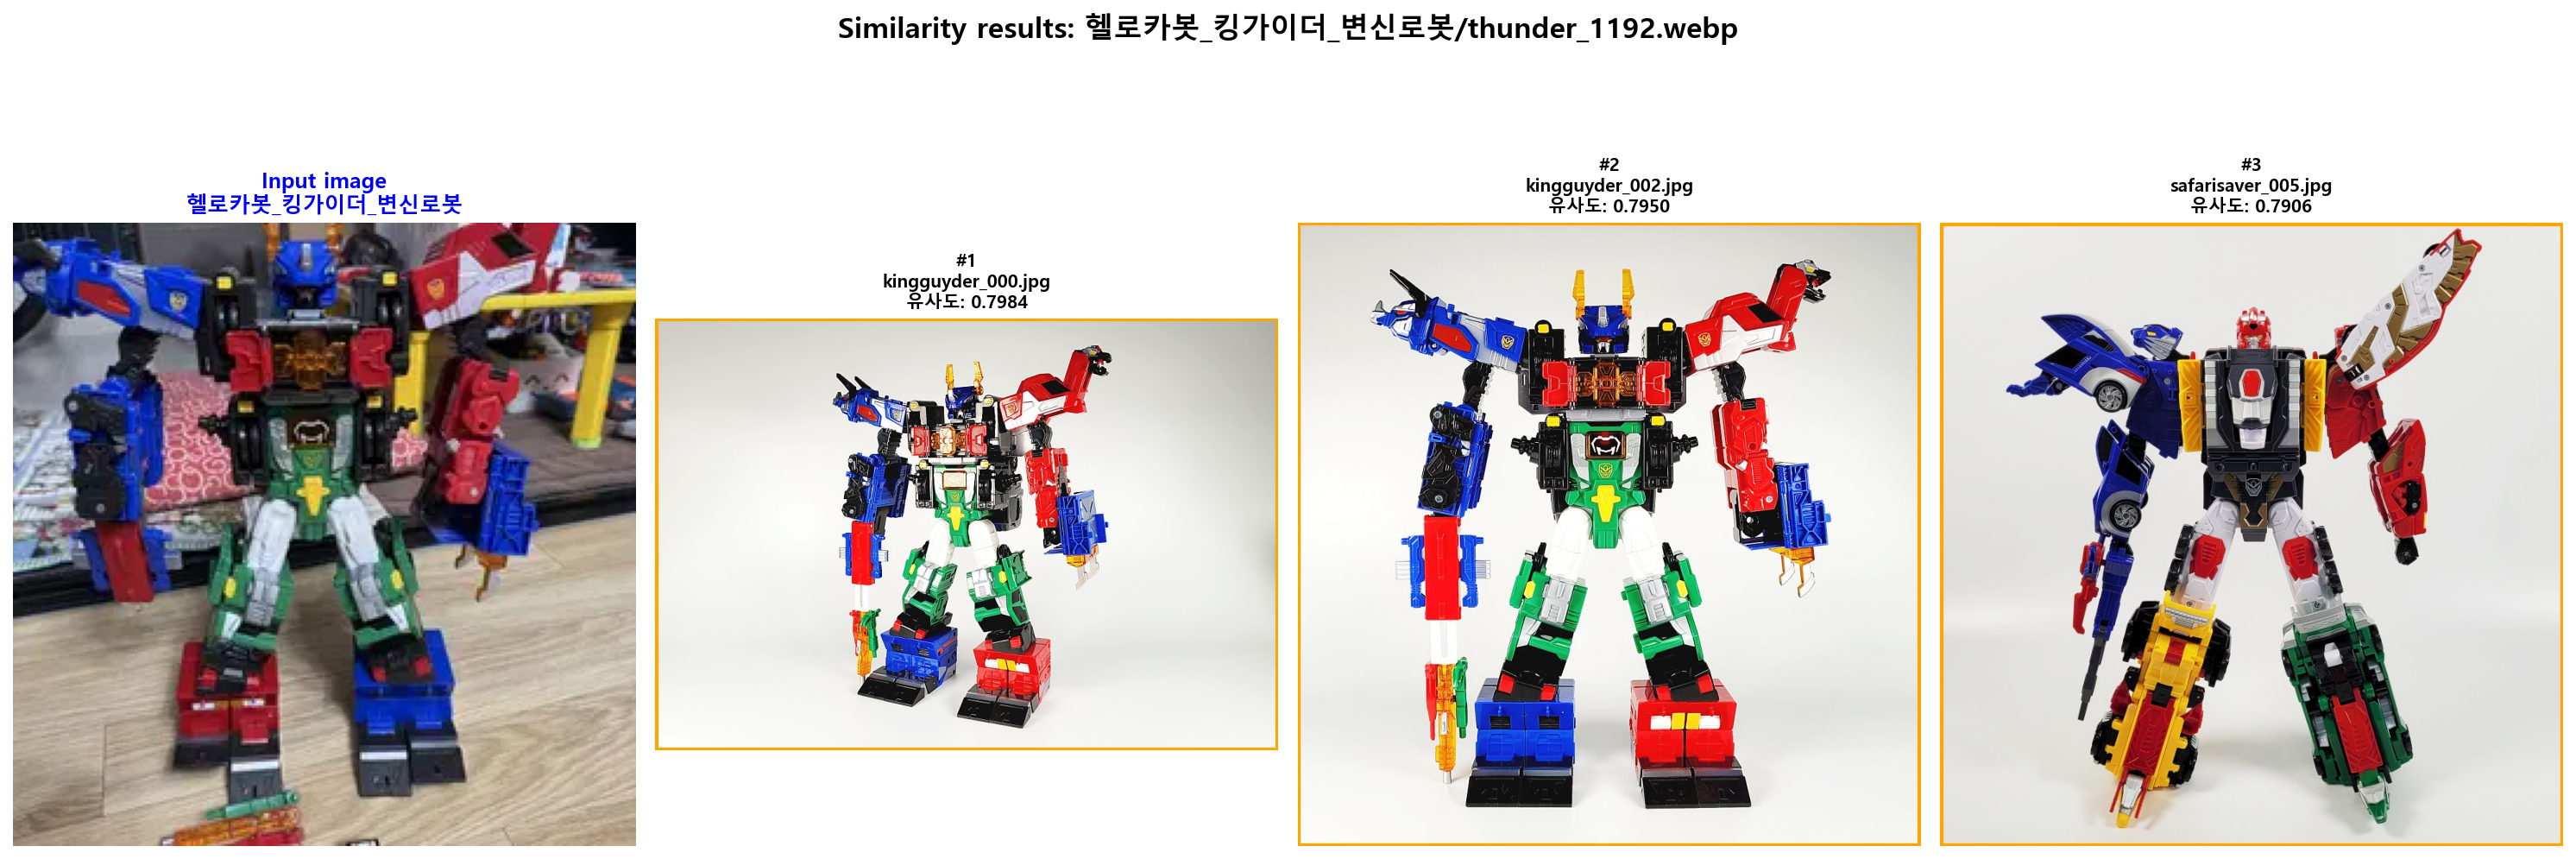 Similarity results: 헬로카봇_킹가이더_변신로봇/thunder_1192.webp
Input image
헬로카봇_킹가이더_변신로봇
#1
kingguyder_000.jpg
유사도: 0.7984
#2
kingguyder_002.jpg
유사도: 0.7950
#3
safarisaver_005.jpg
유사도: 0.7906